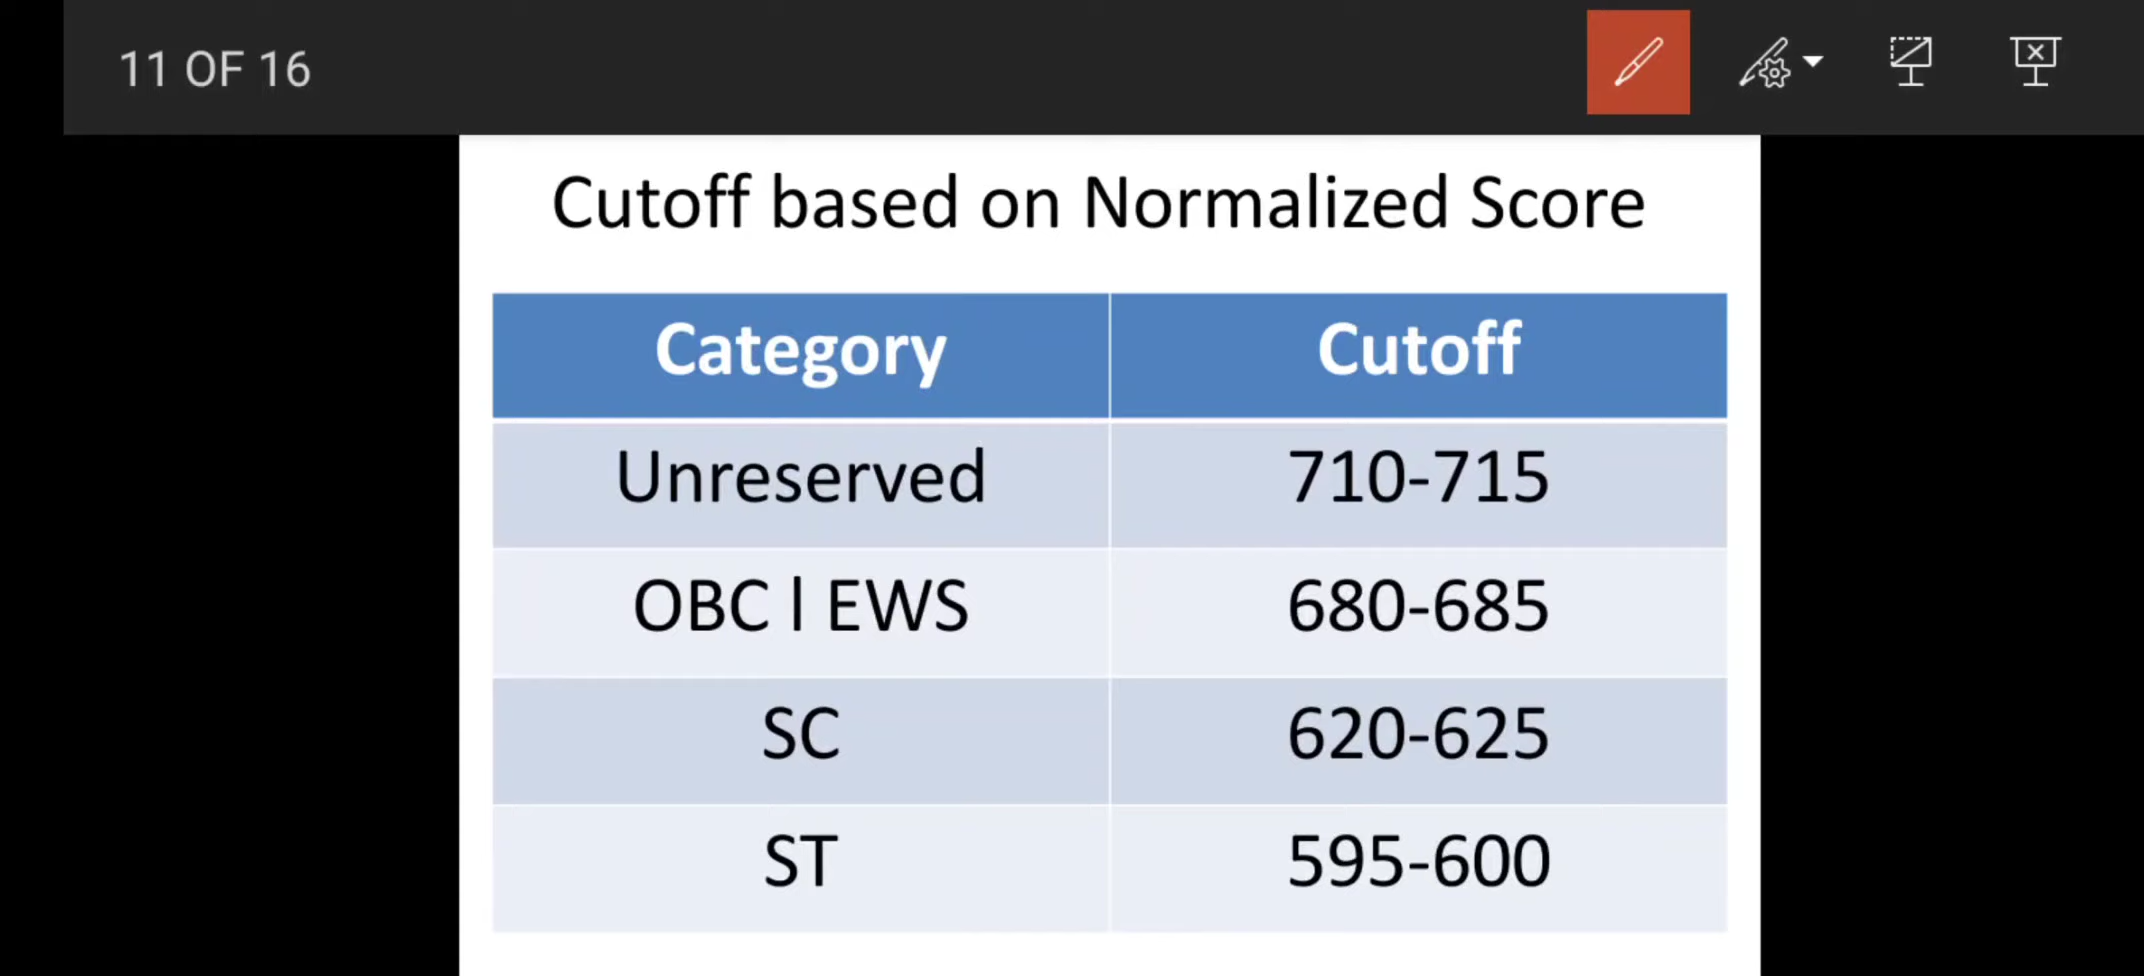 11 OF 16
Cutoff based on Normalized Score
Category Cutoff
Unreserved 710-715
OBC l EWS 680-685
SC 620-625
ST 595-600